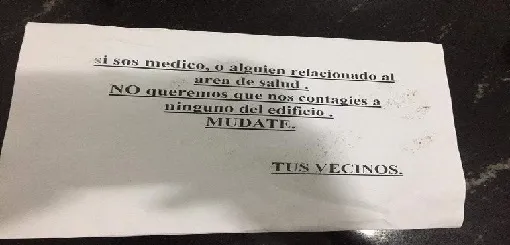 si sos medico, o alguien relacionado al
area de salud .
NO queremos que nos contagies a
ninguno del edificio .
MUDATE.
TUS VECINOS.